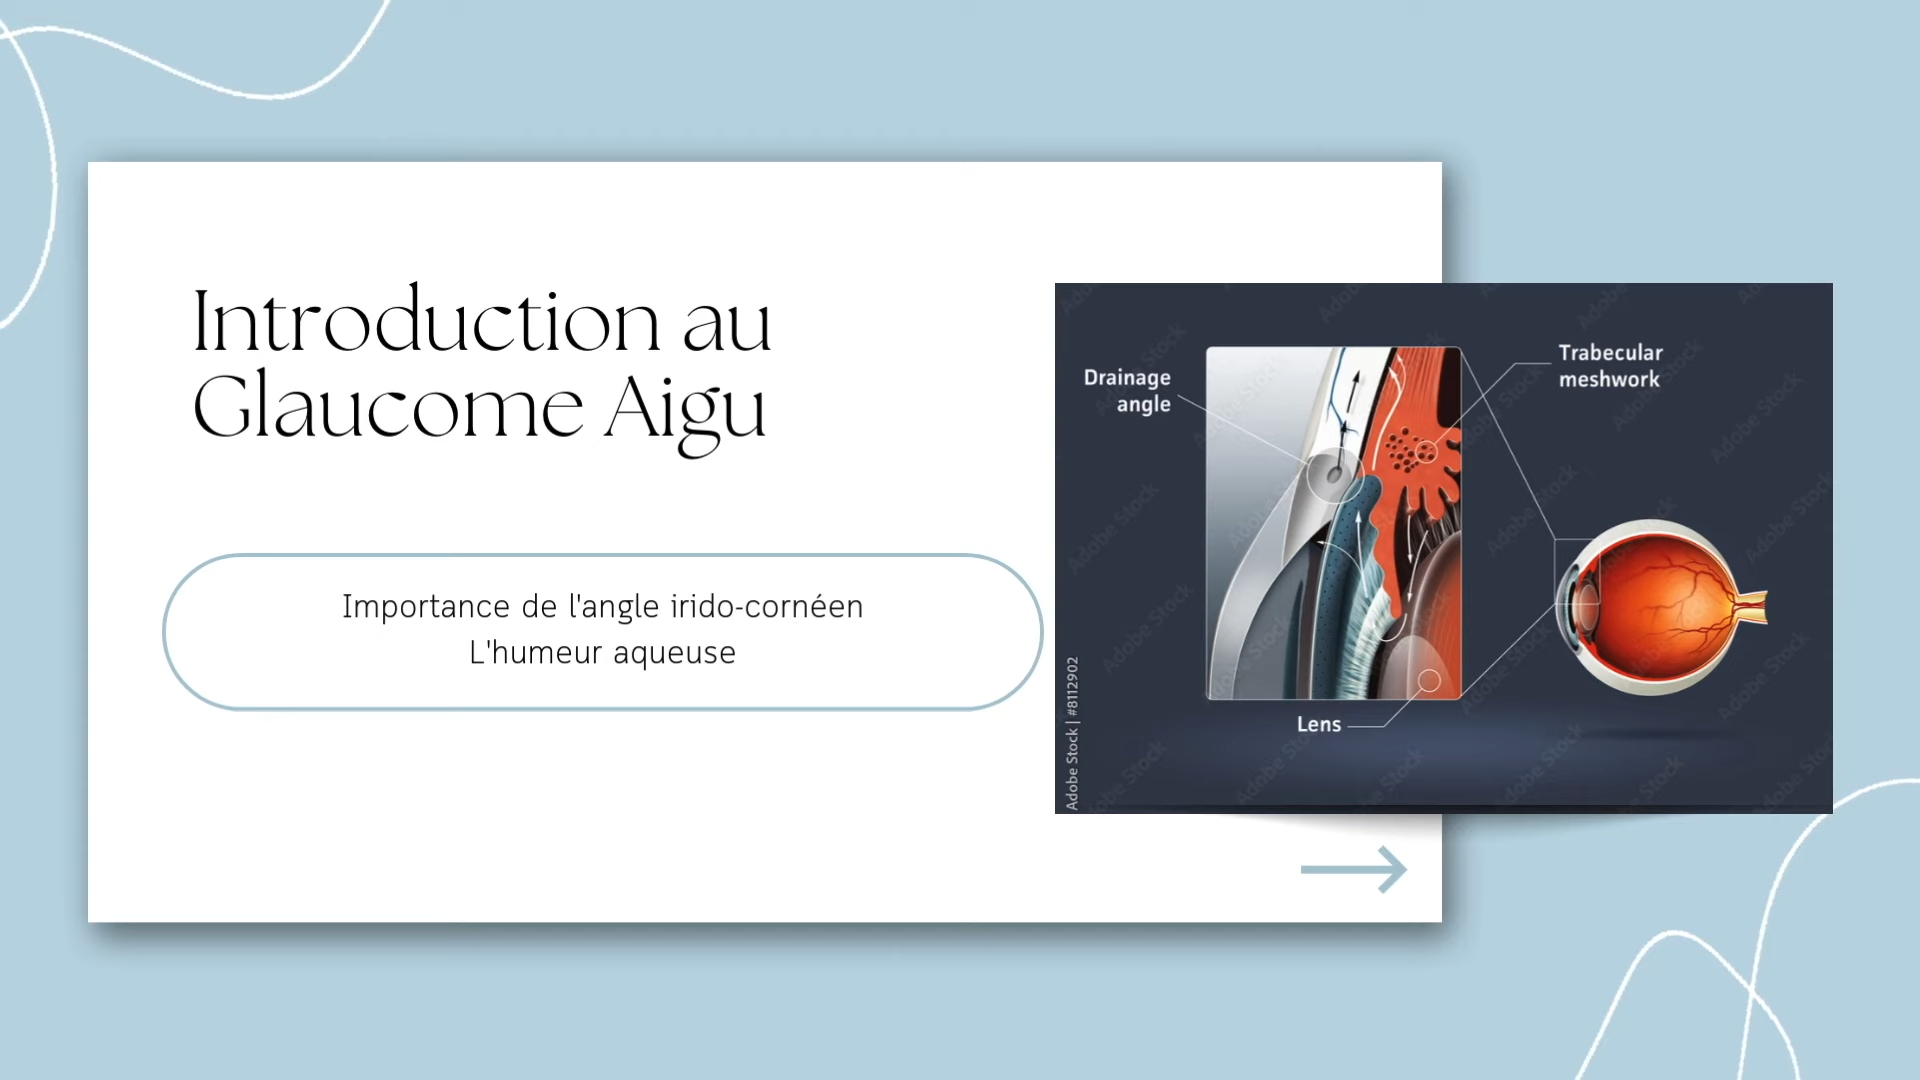 Introduction au
Glaucome Aigu
Importance de l'angle irido-cornéen
L'humeur aqueuse
Drainage
angle
Trabecular
meshwork
Lens
Adobe Stock | #8112902